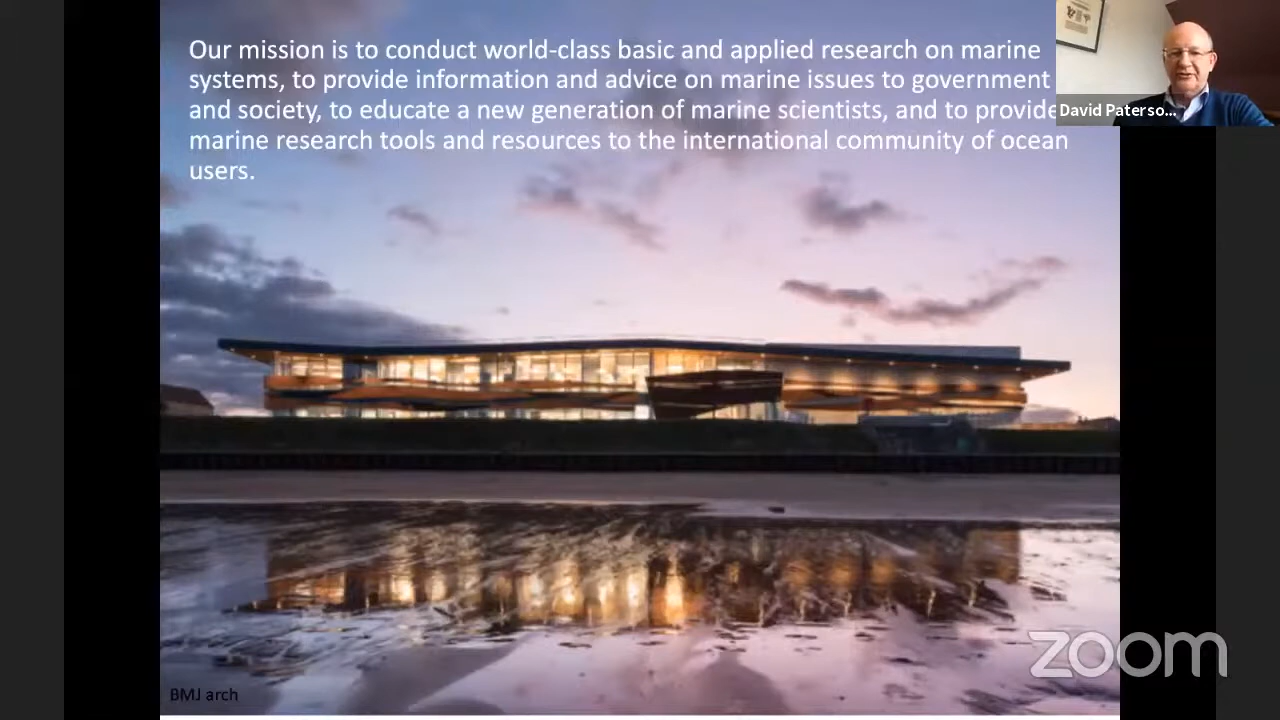 Our mission is to conduct world-class basic and applied research on marine
systems, to provide information and advice on marine issues to government
and society, to educate a new generation of marine scientists, and to provide
marine research tools and resources to the international community of ocean
users.
David Paterso...
zoom
BMJ arch